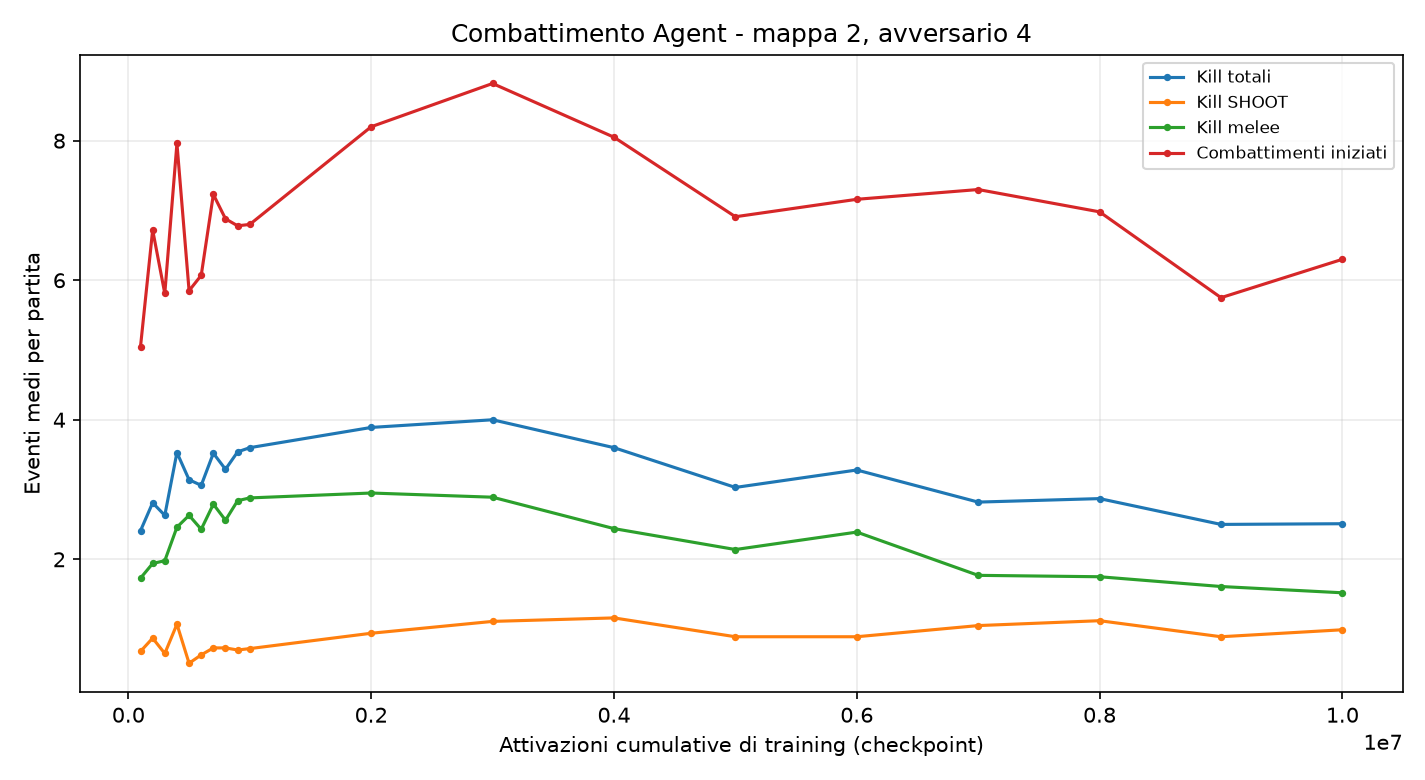 Combattimento Agent - mappa 2, avversario 4
Kill totali
Kill SHOOT
Kill melee
Combattimenti iniziati
Eventi medi per partita
8
6
4
2
0.0 0.2 0.4 0.6 0.8 1.0
1e7
Attivazioni cumulative di training (checkpoint)